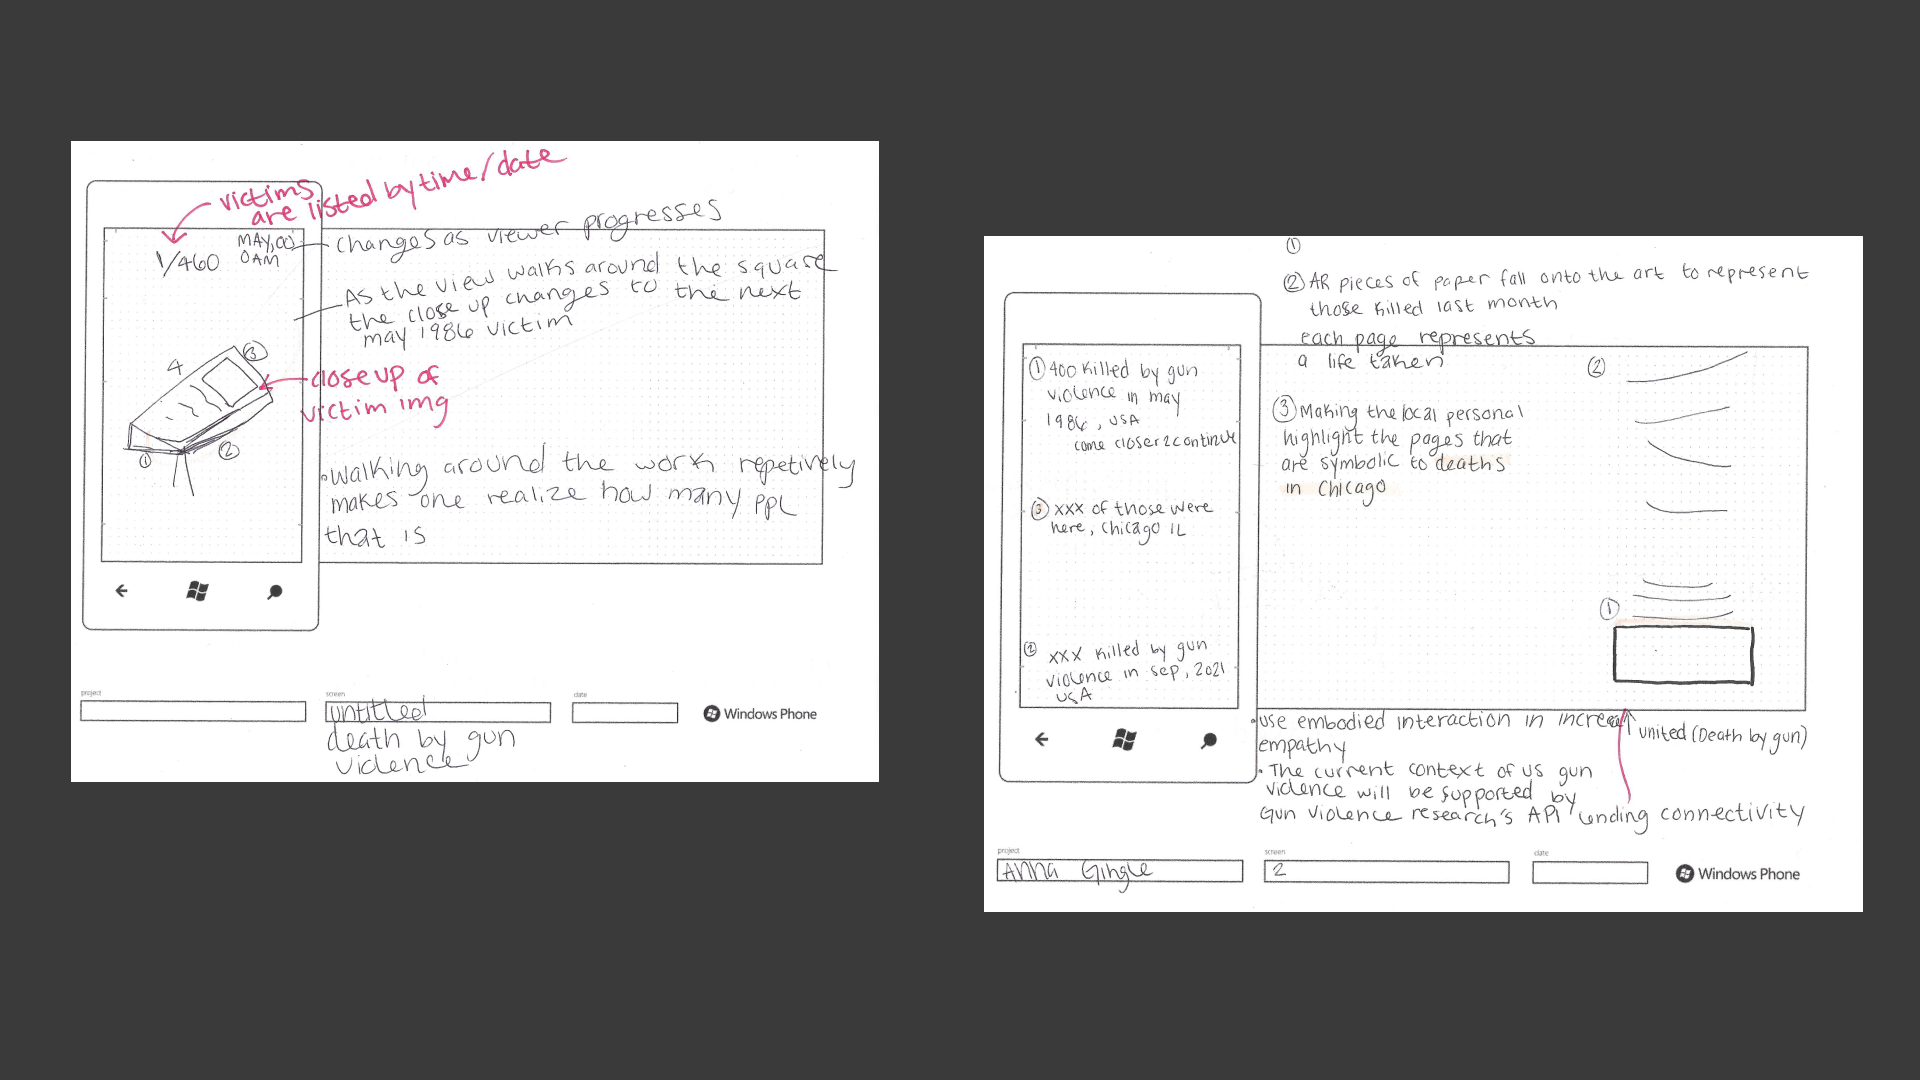 victims
are listed by time/date
1/460
MAY,00
0AM
changes as viewer progresses
As the view walks around the square
the close up changes to the next
may 1986 victim
4
3
close up of
victim img
1
2
•walking around the work repetively
makes one realize how many ppl
that is
project
screen
date
untitled
death by gun
violence
Windows Phone
①
② AR pieces of paper fall onto the art to represent
those killed last month
each page represents
a life taken
① 400 killed by gun
violence in may
1986, USA
come closer 2 continue
②
③ Making the local personal
highlight the pages that
are symbolic to deaths
in Chicago
③ xxx of those were
here, Chicago IL
①
② xxx killed by gun
violence in sep, 2021
USA
•use embodied interaction in
empathy
united (Death by gun)
• The current context of US gun
violence will be supported by
Gun violence research's API lending connectivity
project
screen
date
Anna Gingle
2
Windows Phone